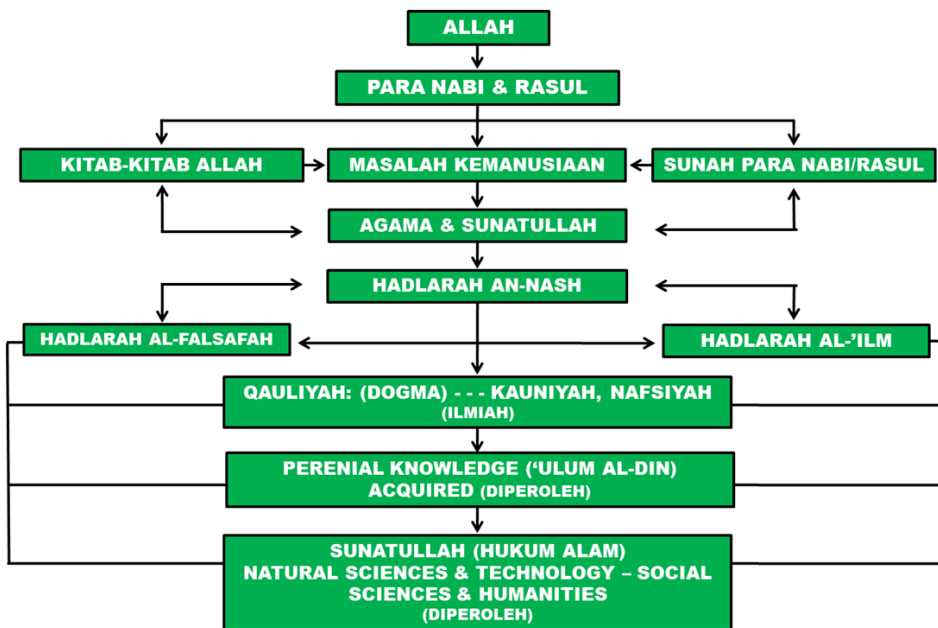 ALLAH
PARA NABI & RASUL
KITAB-KITAB ALLAH
MASALAH KEMANUSIAAN
SUNAH PARA NABI/RASUL
AGAMA & SUNATULLAH
HADLARAH AN-NASH
HADLARAH AL-FALSAFAH
HADLARAH AL-’ILM
QAULIYAH: (DOGMA) - - - KAUNIYAH, NAFSIYAH
(ILMIAH)
PERENIAL KNOWLEDGE (‘ULUM AL-DIN)
ACQUIRED (DIPEROLEH)
SUNATULLAH (HUKUM ALAM)
NATURAL SCIENCES & TECHNOLOGY – SOCIAL
SCIENCES & HUMANITIES
(DIPEROLEH)